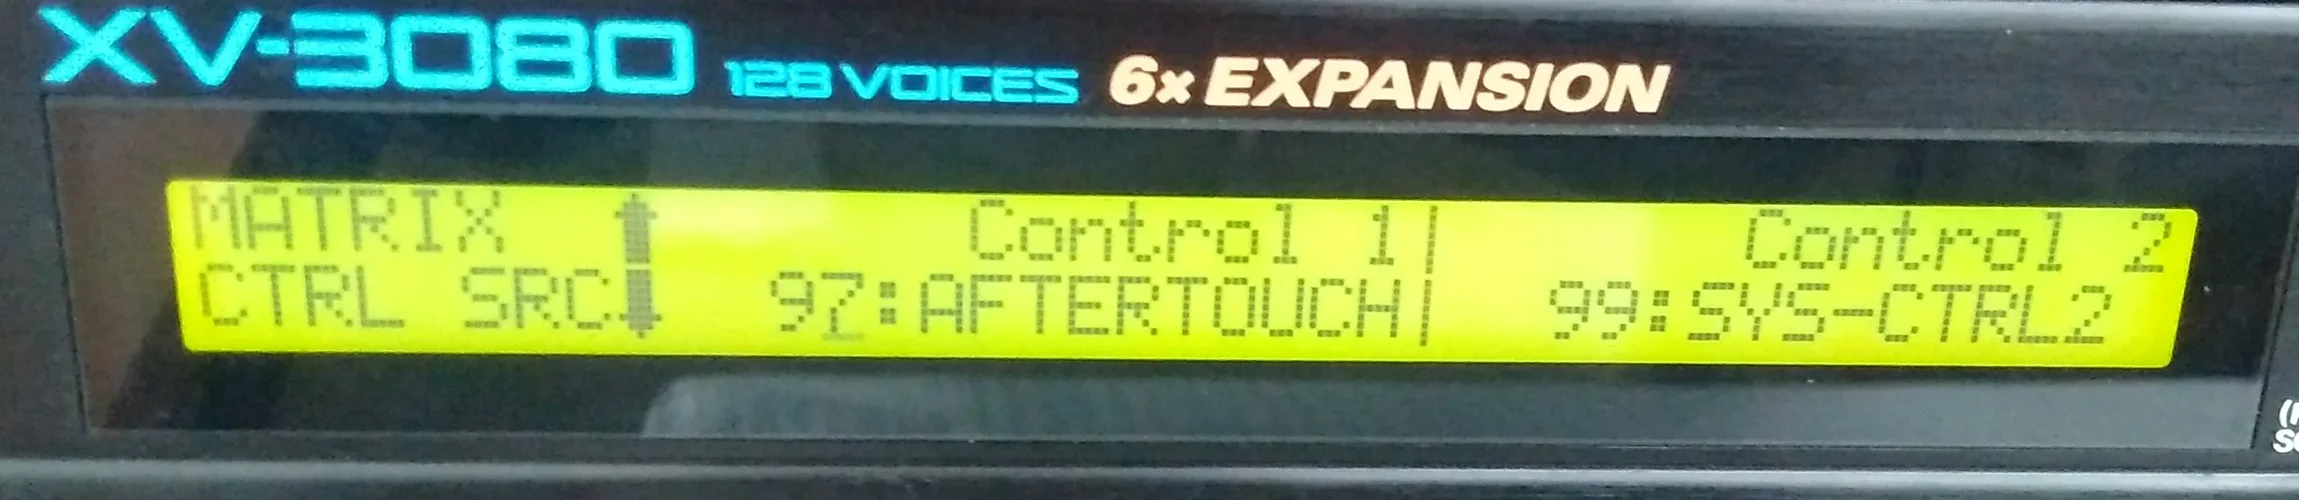 XV-3080 128 VOICES 6x EXPANSION
MATRIX Control 1| Control 2
CTRL SRC 97:AFTERTOUCH| 99:SYS-CTRL2